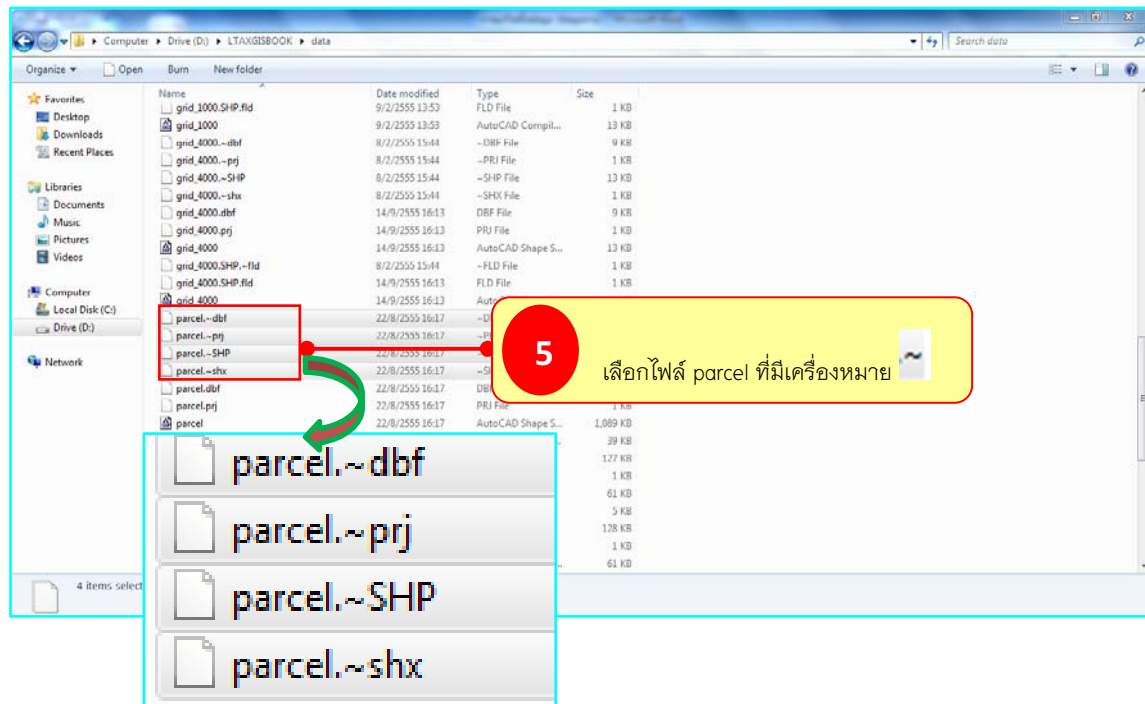 Computer ▸ Drive (D:) ▸ LTAXGISBOOK ▸ data
Search data
Organize Open Burn New folder
Name Date modified Type Size
Favorites
Desktop
Downloads
Recent Places
Libraries
Documents
Music
Pictures
Videos
Computer
Local Disk (C:)
Drive (D:)
Network
grid_1000.SHP.fld 9/2/2555 13:53 FLD File 1 KB
grid_1000 9/2/2555 13:53 AutoCAD Compil... 13 KB
grid_4000.~dbf 8/2/2555 15:44 ~DBF File 9 KB
grid_4000.~prj 8/2/2555 15:44 ~PRJ File 1 KB
grid_4000.~SHP 8/2/2555 15:44 ~SHP File 13 KB
grid_4000.~shx 8/2/2555 15:44 ~SHX File 1 KB
grid_4000.dbf 14/9/2555 16:13 DBF File 9 KB
grid_4000.prj 14/9/2555 16:13 PRJ File 1 KB
grid_4000 14/9/2555 16:13 AutoCAD Shape S... 13 KB
grid_4000.SHP.~fld 8/2/2555 15:44 ~FLD File 1 KB
grid_4000.SHP.fld 14/9/2555 16:13 FLD File 1 KB
grid_4000 14/9/2555 16:13
parcel.~dbf 22/8/2555 16:17
parcel.~prj 22/8/2555 16:17
parcel.~SHP 22/8/2555 16:17
parcel.~shx 22/8/2555 16:17
parcel.dbf 22/8/2555 16:17
parcel.prj 22/8/2555 16:17 PRJ File 1 KB
parcel 22/8/2555 16:17 AutoCAD Shape S... 1,089 KB
39 KB
127 KB
1 KB
61 KB
5 KB
128 KB
1 KB
61 KB
5
เลือกไฟล์ parcel ที่มีเครื่องหมาย ~
parcel.~dbf
parcel.~prj
parcel.~SHP
parcel.~shx
4 items select